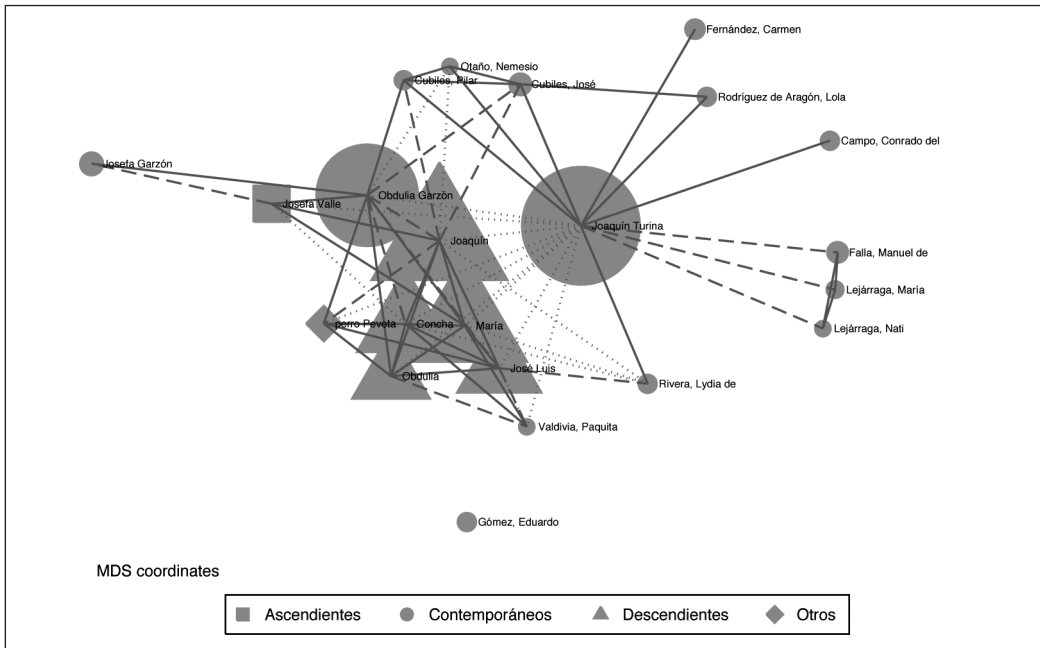 Fernández, Carmen
Otaño, Nemesio
Cubiles, Pilar
Cubiles, José
Rodríguez de Aragón, Lola
Campo, Conrado del
Josefa Garzón
Obdulia Garzón
Josefa Valle
Joaquín Turina
Joaquín
Falla, Manuel de
Lejárraga, María
perro Peveta
Concha
María
Lejárraga, Nati
José Luis
Obdulia
Rivera, Lydia de
Valdivia, Paquita
Gómez, Eduardo
MDS coordinates
Ascendientes
Contemporáneos
Descendientes
Otros